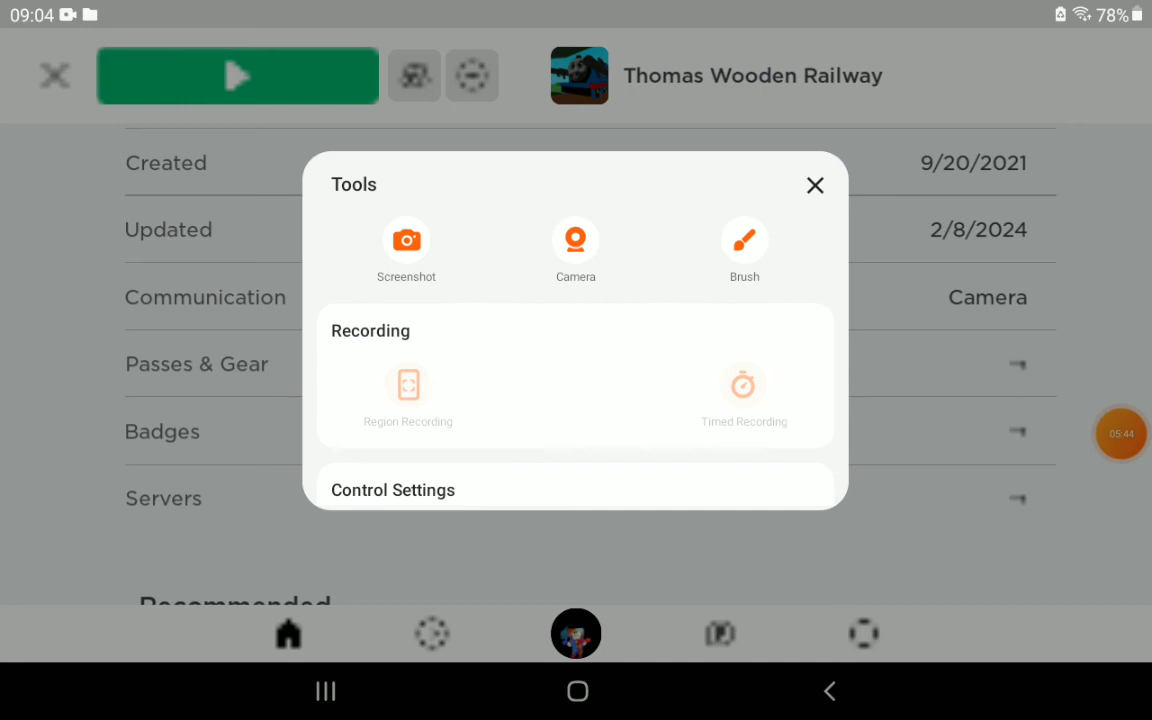 09:04
78%
Thomas Wooden Railway
Created
9/20/2021
Updated
2/8/2024
Communication
Camera
Passes & Gear
Badges
Servers
Recommended
Tools
Screenshot
Camera
Brush
Recording
Region Recording
Timed Recording
Control Settings
05:44